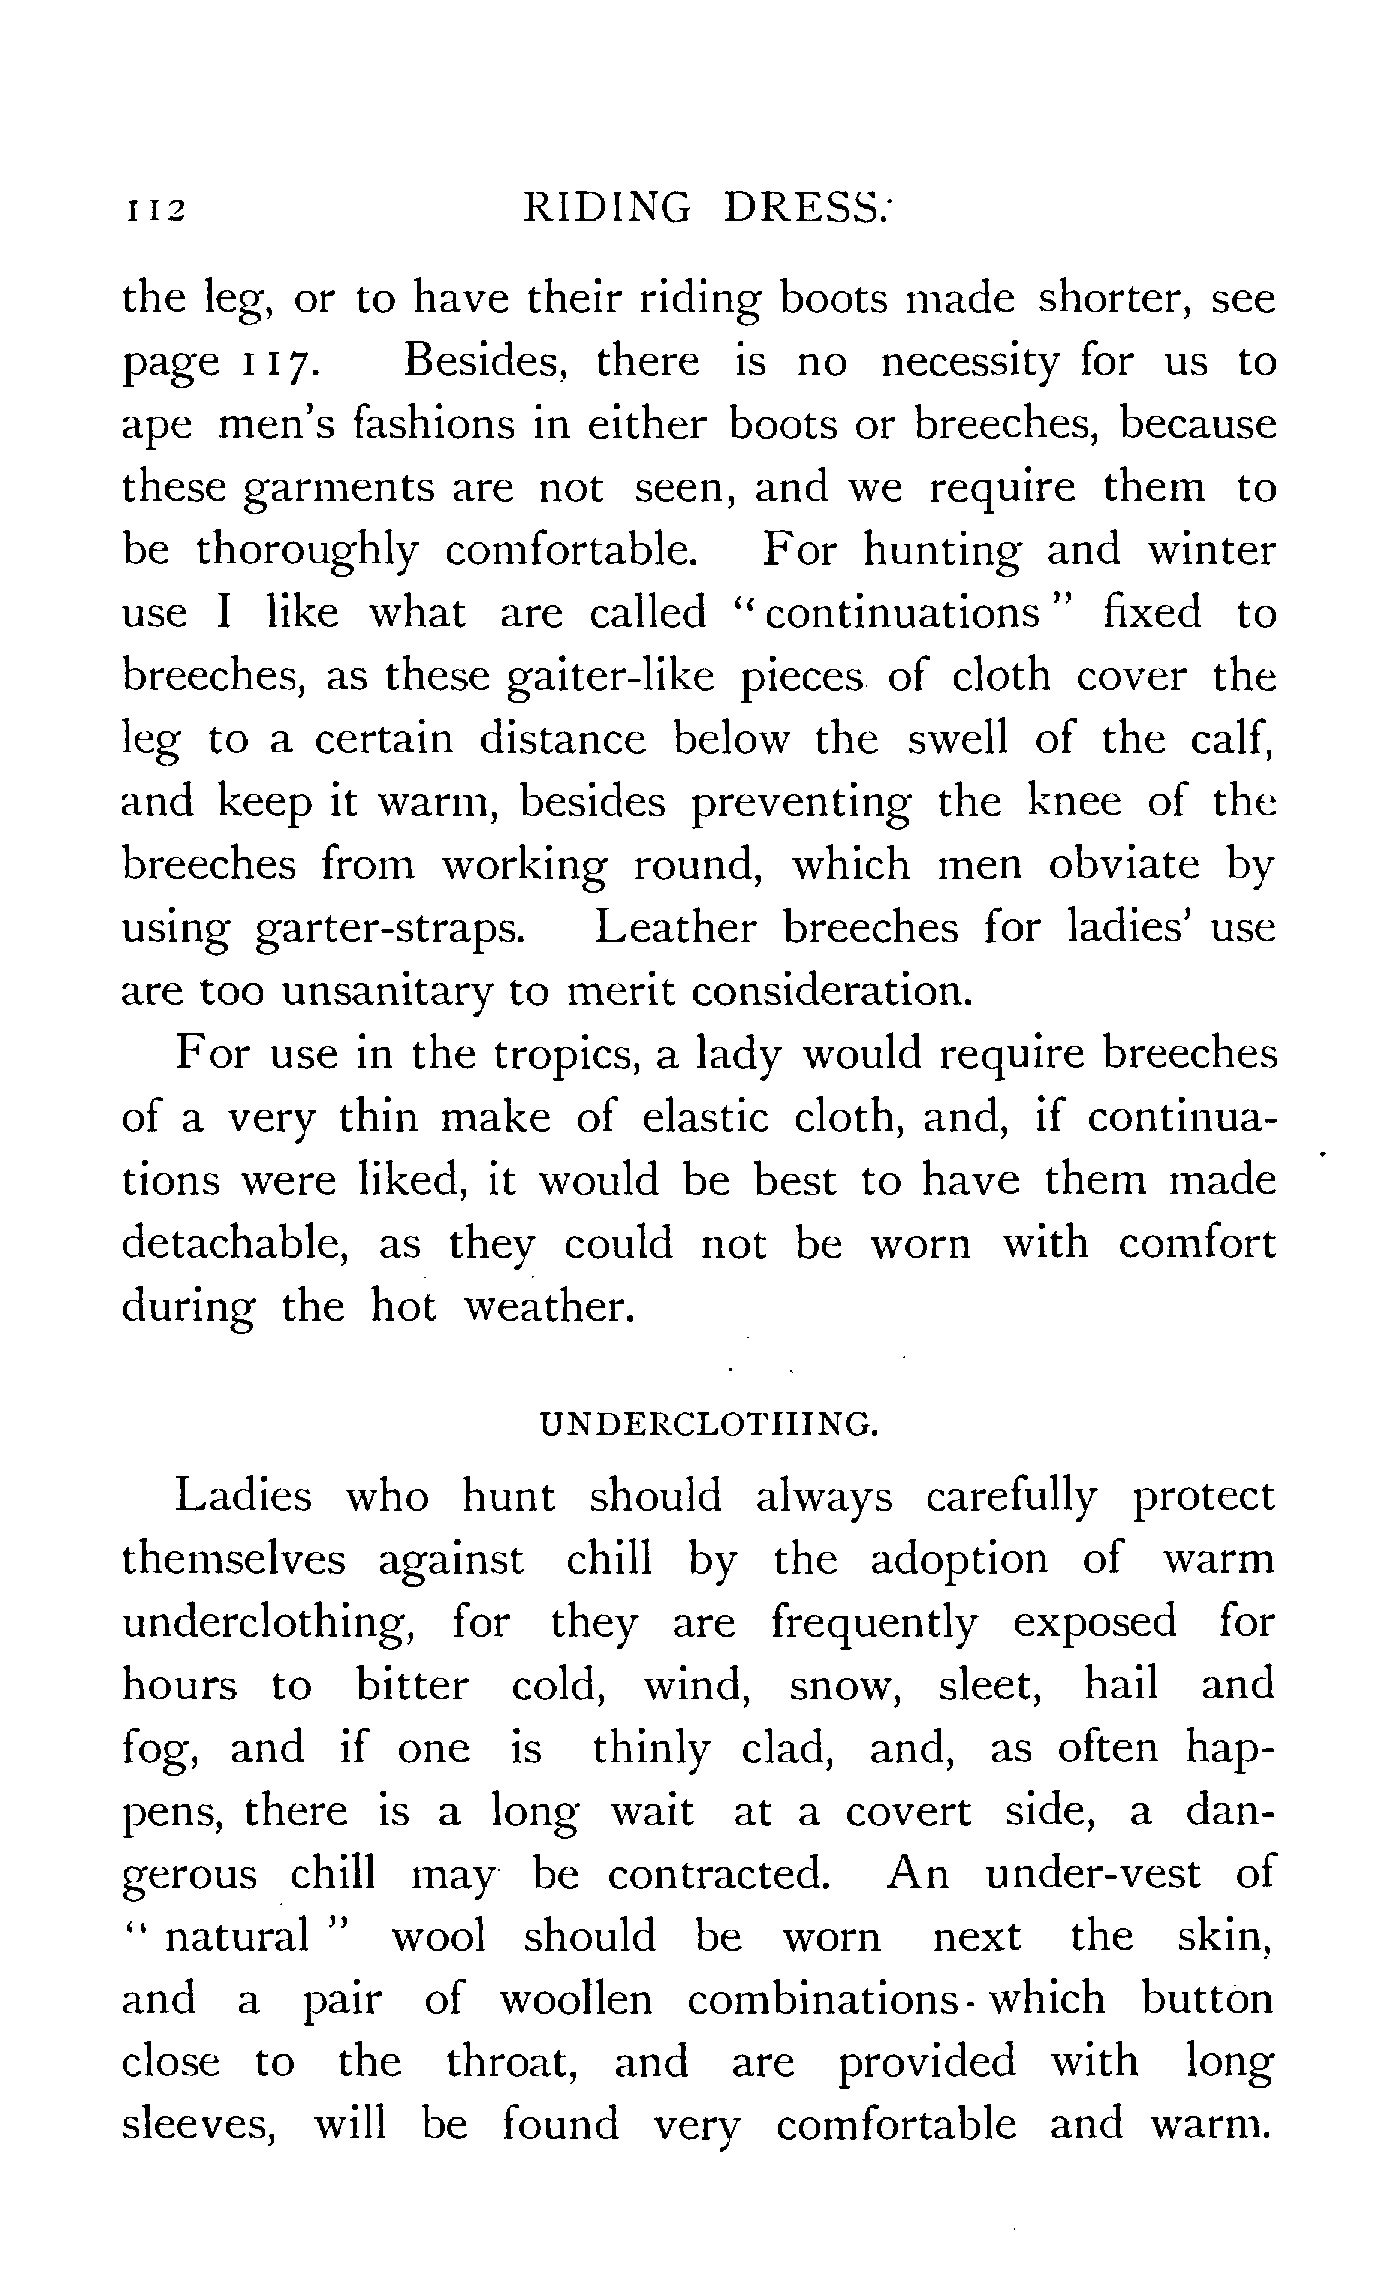 112 RIDING DRESS.
the leg, or to have their riding boots made shorter, see
page 117. Besides, there is no necessity for us to
ape men's fashions in either boots or breeches, because
these garments are not seen, and we require them to
be thoroughly comfortable. For hunting and winter
use I like what are called "continuations" fixed to
breeches, as these gaiter-like pieces of cloth cover the
leg to a certain distance below the swell of the calf,
and keep it warm, besides preventing the knee of the
breeches from working round, which men obviate by
using garter-straps. Leather breeches for ladies' use
are too unsanitary to merit consideration.
For use in the tropics, a lady would require breeches
of a very thin make of elastic cloth, and, if continua-
tions were liked, it would be best to have them made
detachable, as they could not be worn with comfort
during the hot weather.
UNDERCLOTHING.
Ladies who hunt should always carefully protect
themselves against chill by the adoption of warm
underclothing, for they are frequently exposed for
hours to bitter cold, wind, snow, sleet, hail and
fog, and if one is thinly clad, and, as often hap-
pens, there is a long wait at a covert side, a dan-
gerous chill may be contracted. An under-vest of
"natural" wool should be worn next the skin,
and a pair of woollen combinations which button
close to the throat, and are provided with long
sleeves, will be found very comfortable and warm.